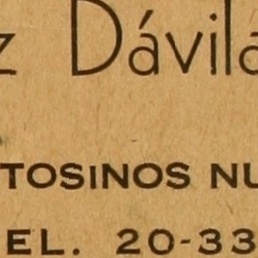 z Dávila
TOSINOS NU
EL. 20-33